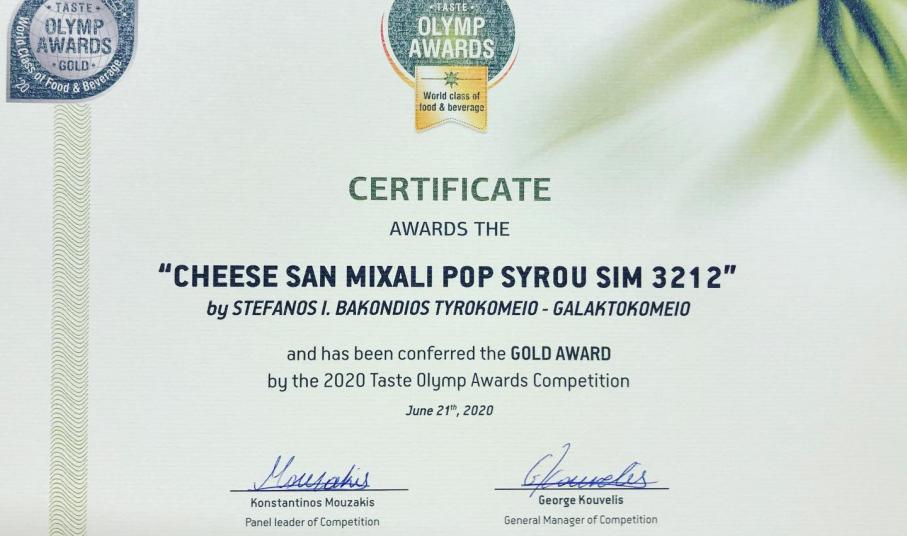 • TASTE •
OLYMP
AWARDS
• GOLD •
World Class of Food & Beverage
'20
• TASTE •
OLYMP
AWARDS
World class of
food & beverage
CERTIFICATE
AWARDS THE
“CHEESE SAN MIXALI POP SYROU SIM 3212”
by STEFANOS I. BAKONDIOS TYROKOMEIO - GALAKTOKOMEIO
and has been conferred the GOLD AWARD
by the 2020 Taste Olymp Awards Competition
June 21th, 2020
Mouzakis
GKouvelis
Konstantinos Mouzakis
George Kouvelis
Panel leader of Competition
General Manager of Competition